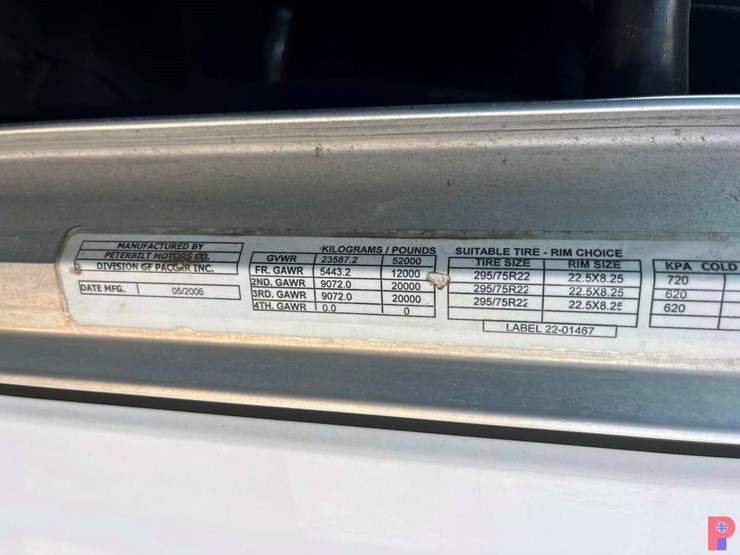 MANUFACTURED BY
PETERBILT MOTORS CO.
DIVISION OF PACCAR INC.
DATE MFG. 05/2006
KILOGRAMS / POUNDS
GVWR 23587.2 52000
FR. GAWR 5443.2 12000
2ND. GAWR 9072.0 20000
3RD. GAWR 9072.0 20000
4TH. GAWR 0.0 0
SUITABLE TIRE - RIM CHOICE
TIRE SIZE RIM SIZE
295/75R22 22.5X8.25
295/75R22 22.5X8.25
295/75R22 22.5X8.25
LABEL 22-01467
KPA COLD
720
620
620